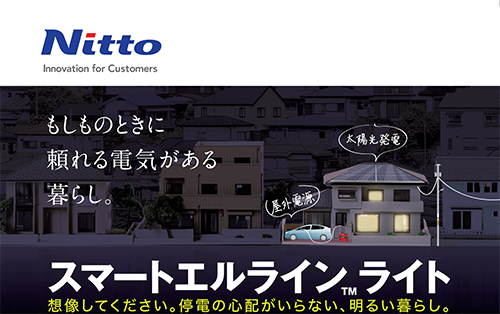 Nitto
Innovation for Customers
もしものときに
頼れる電気がある
暮らし。
太陽光発電
屋外電源
スマートエルライン™ ライト
想像してください。停電の心配がいらない、明るい暮らし。